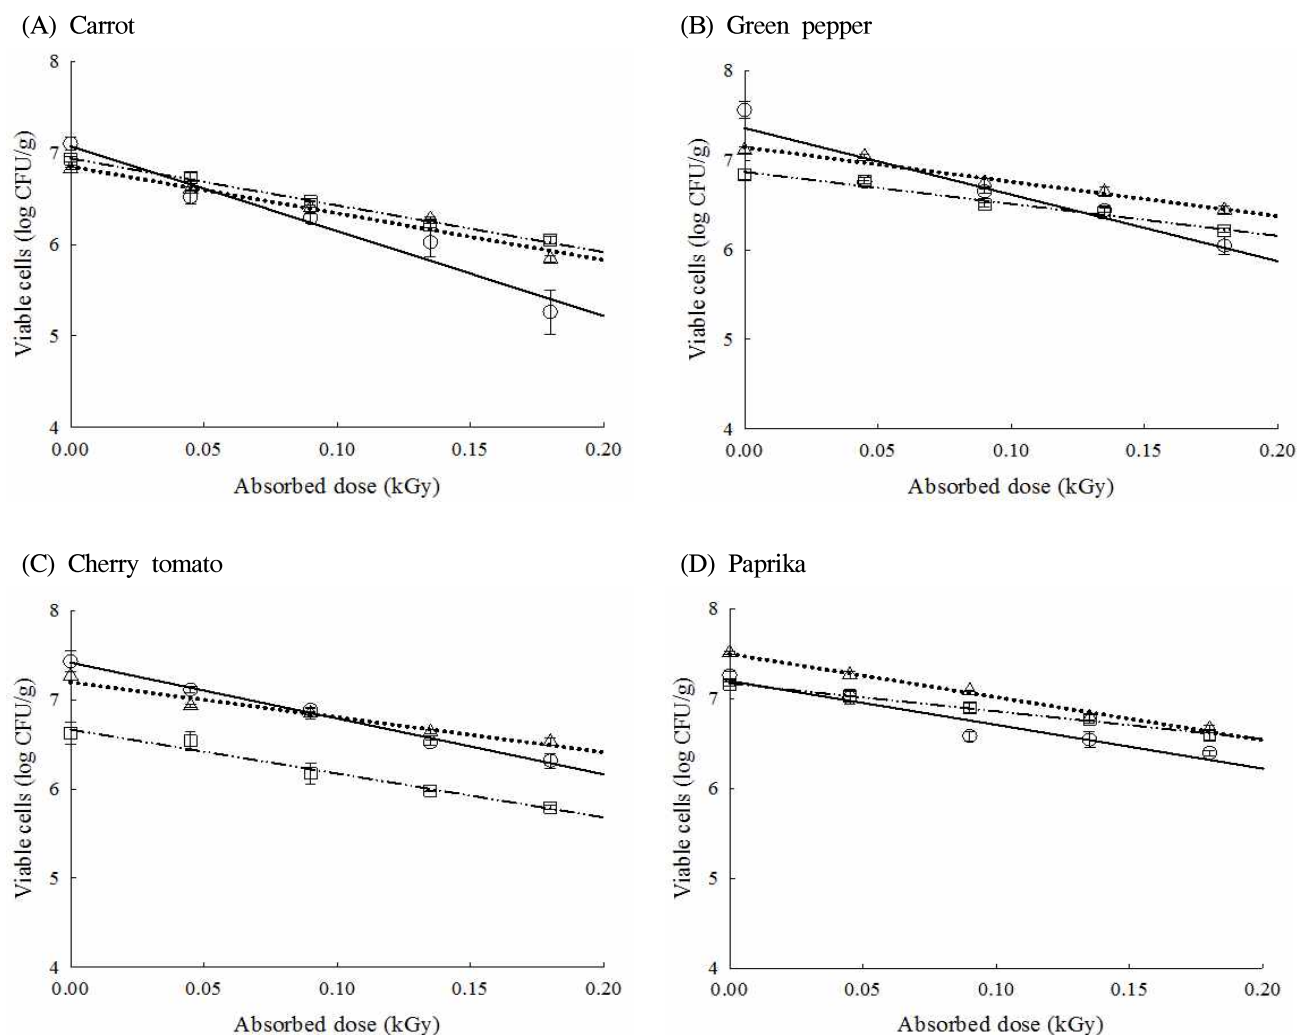 (A) Carrot
8
7
6
5
4
0.00 0.05 0.10 0.15 0.20
Viable cells (log CFU/g)
Absorbed dose (kGy)
(B) Green pepper
8
7
6
5
4
0.00 0.05 0.10 0.15 0.20
Viable cells (log CFU/g)
Absorbed dose (kGy)
(C) Cherry tomato
8
7
6
5
4
0.00 0.05 0.10 0.15 0.20
Viable cells (log CFU/g)
Absorbed dose (kGy)
(D) Paprika
8
7
6
5
4
0.00 0.05 0.10 0.15 0.20
Viable cells (log CFU/g)
Absorbed dose (kGy)